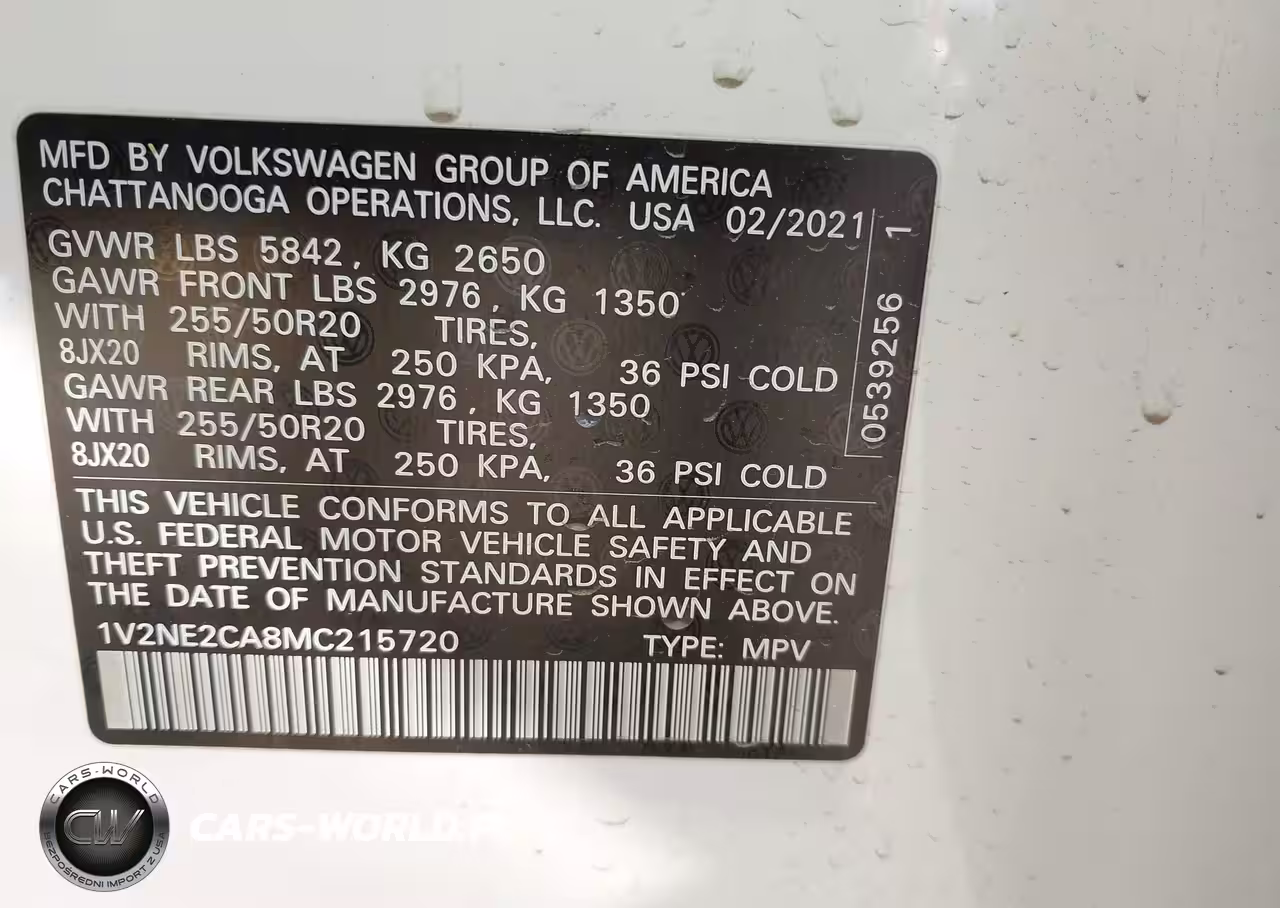 MFD BY VOLKSWAGEN GROUP OF AMERICA
CHATTANOOGA OPERATIONS, LLC. USA 02/2021
GVWR LBS 5842, KG 2650
GAWR FRONT LBS 2976, KG 1350
WITH 255/50R20 TIRES,
8JX20 RIMS, AT 250 KPA, 36 PSI COLD
GAWR REAR LBS 2976, KG 1350
WITH 255/50R20 TIRES,
8JX20 RIMS, AT 250 KPA, 36 PSI COLD
0539256 1
THIS VEHICLE CONFORMS TO ALL APPLICABLE
U.S. FEDERAL MOTOR VEHICLE SAFETY AND
THEFT PREVENTION STANDARDS IN EFFECT ON
THE DATE OF MANUFACTURE SHOWN ABOVE.
1V2NE2CA8MC215720 TYPE: MPV
CARS-WORLD
CW
BEZPOŚREDNI IMPORT Z USA
CARS-WORLD.P